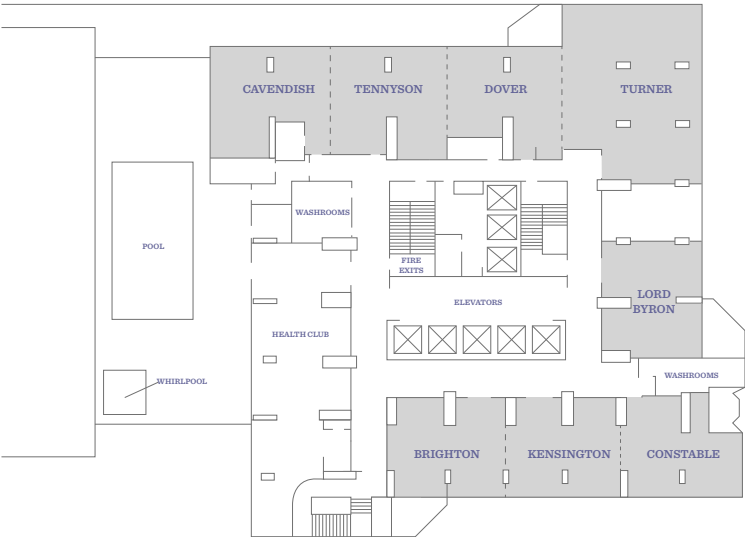 CAVENDISH
TENNYSON
DOVER
TURNER
WASHROOMS
POOL
FIRE
EXITS
ELEVATORS
LORD
BYRON
HEALTH CLUB
WHIRLPOOL
WASHROOMS
BRIGHTON
KENSINGTON
CONSTABLE